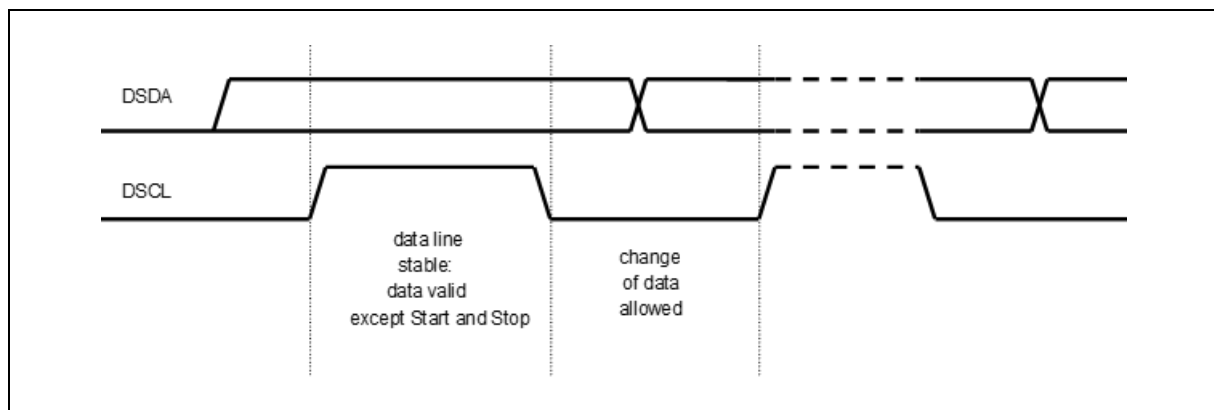 DSDA
DSCL
data line
stable:
data valid
except Start and Stop
change
of data
allowed